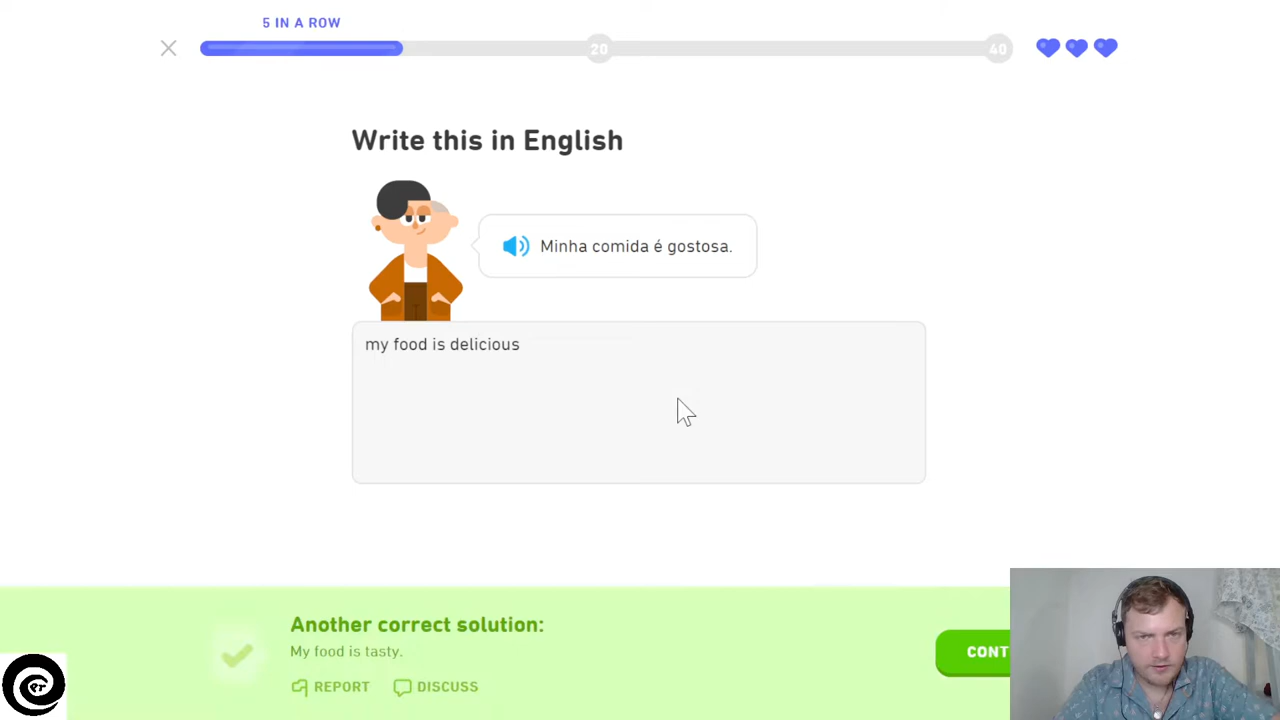 5 IN A ROW
20
40
Write this in English
Minha comida é gostosa.
my food is delicious
Another correct solution:
My food is tasty.
REPORT
DISCUSS
CONT